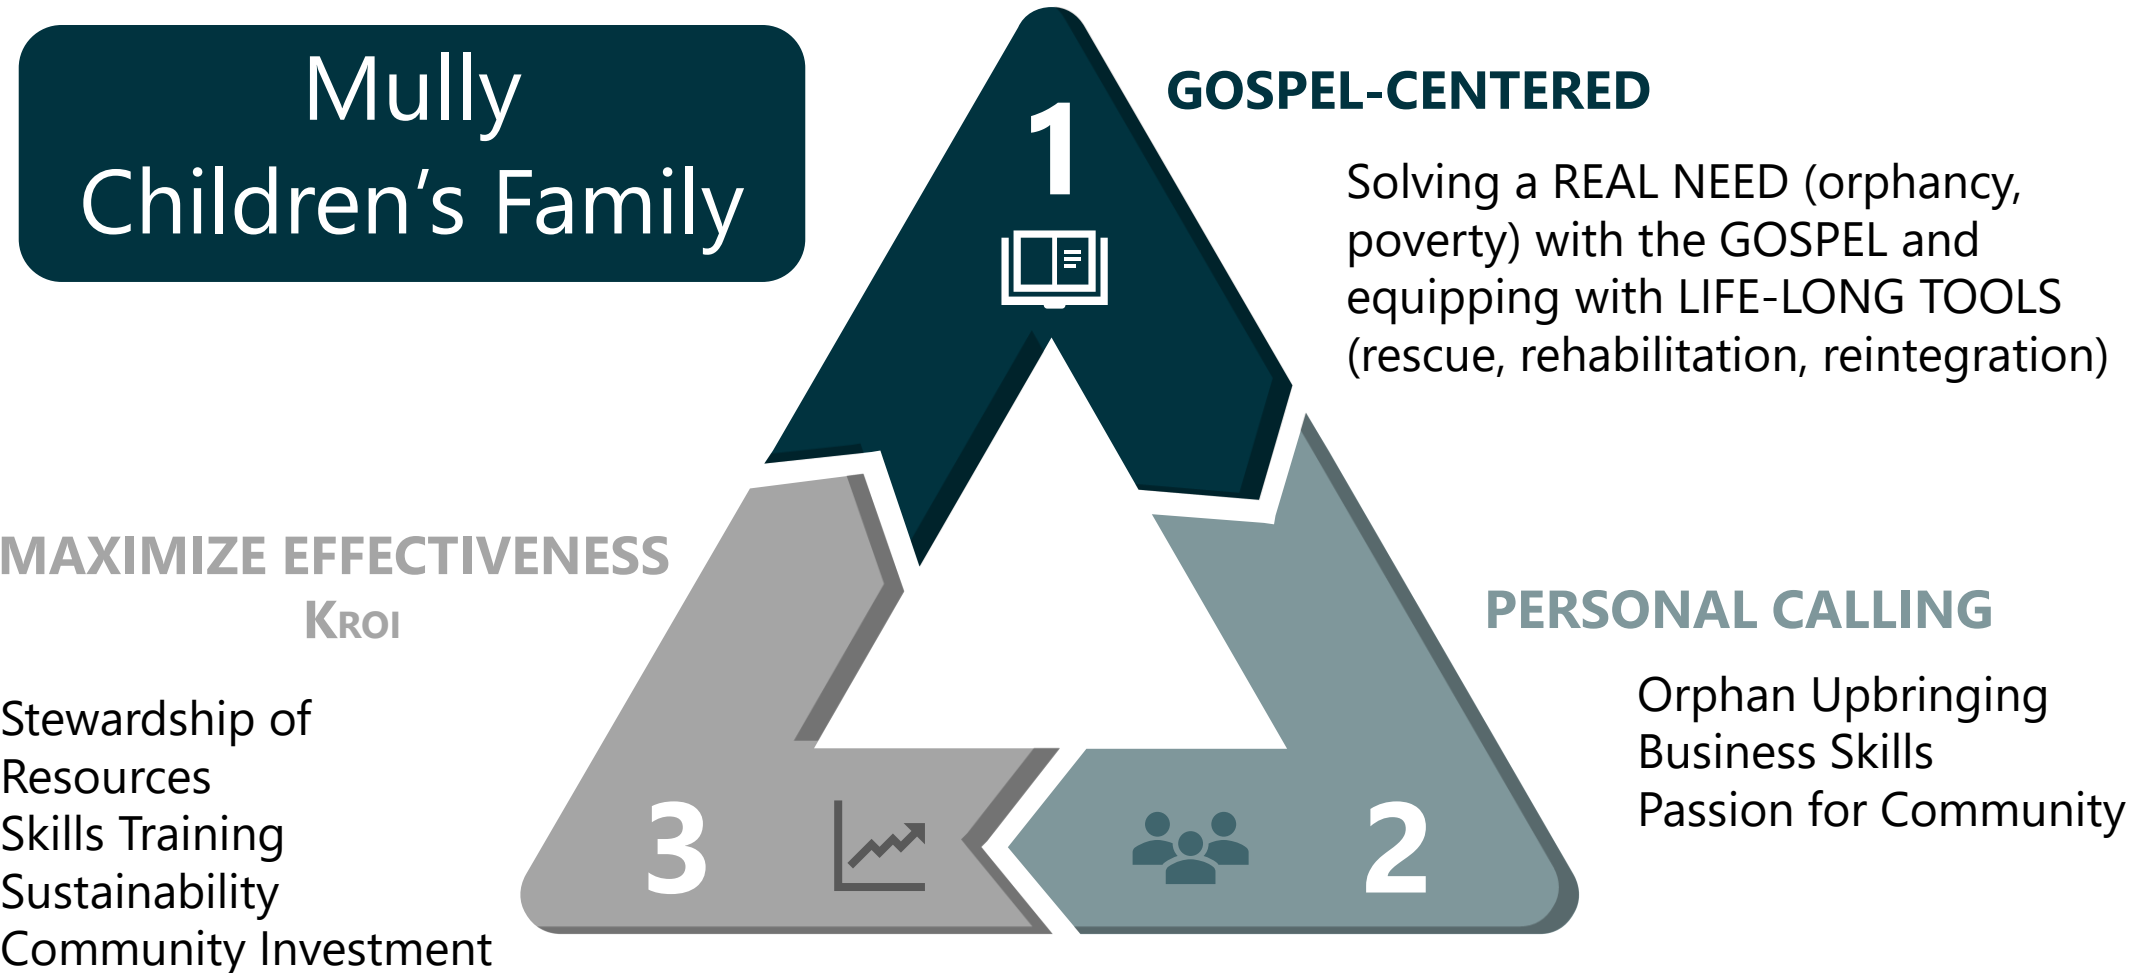 Mully
Children’s Family
1
GOSPEL-CENTERED
Solving a REAL NEED (orphancy,
poverty) with the GOSPEL and
equipping with LIFE-LONG TOOLS
(rescue, rehabilitation, reintegration)
2
PERSONAL CALLING
Orphan Upbringing
Business Skills
Passion for Community
3
MAXIMIZE EFFECTIVENESS
KROI
Stewardship of
Resources
Skills Training
Sustainability
Community Investment